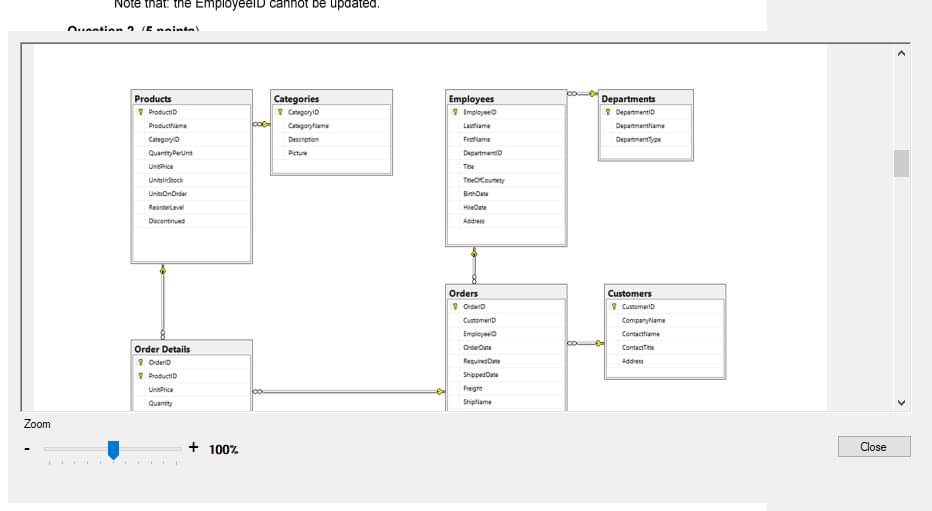 Note that: the EmployeeID cannot be updated.
Question 2 (5 points)
Products
ProductID
ProductName
CategoryID
QuantityPerUnit
UnitPrice
UnitsInStock
UnitsOnOrder
ReorderLevel
Discontinued
Categories
CategoryID
CategoryName
Description
Picture
Employees
EmployeeID
LastName
FirstName
DepartmentID
Title
TitleOfCourtesy
BirthDate
HireDate
Address
Departments
DepartmentID
DepartmentName
DepartmentType
Order Details
OrderID
ProductID
UnitPrice
Quantity
Orders
OrderID
CustomerID
EmployeeID
OrderDate
RequiredDate
ShippedDate
Freight
ShipName
Customers
CustomerID
CompanyName
ContactName
ContactTitle
Address
Zoom
- + 100%
Close